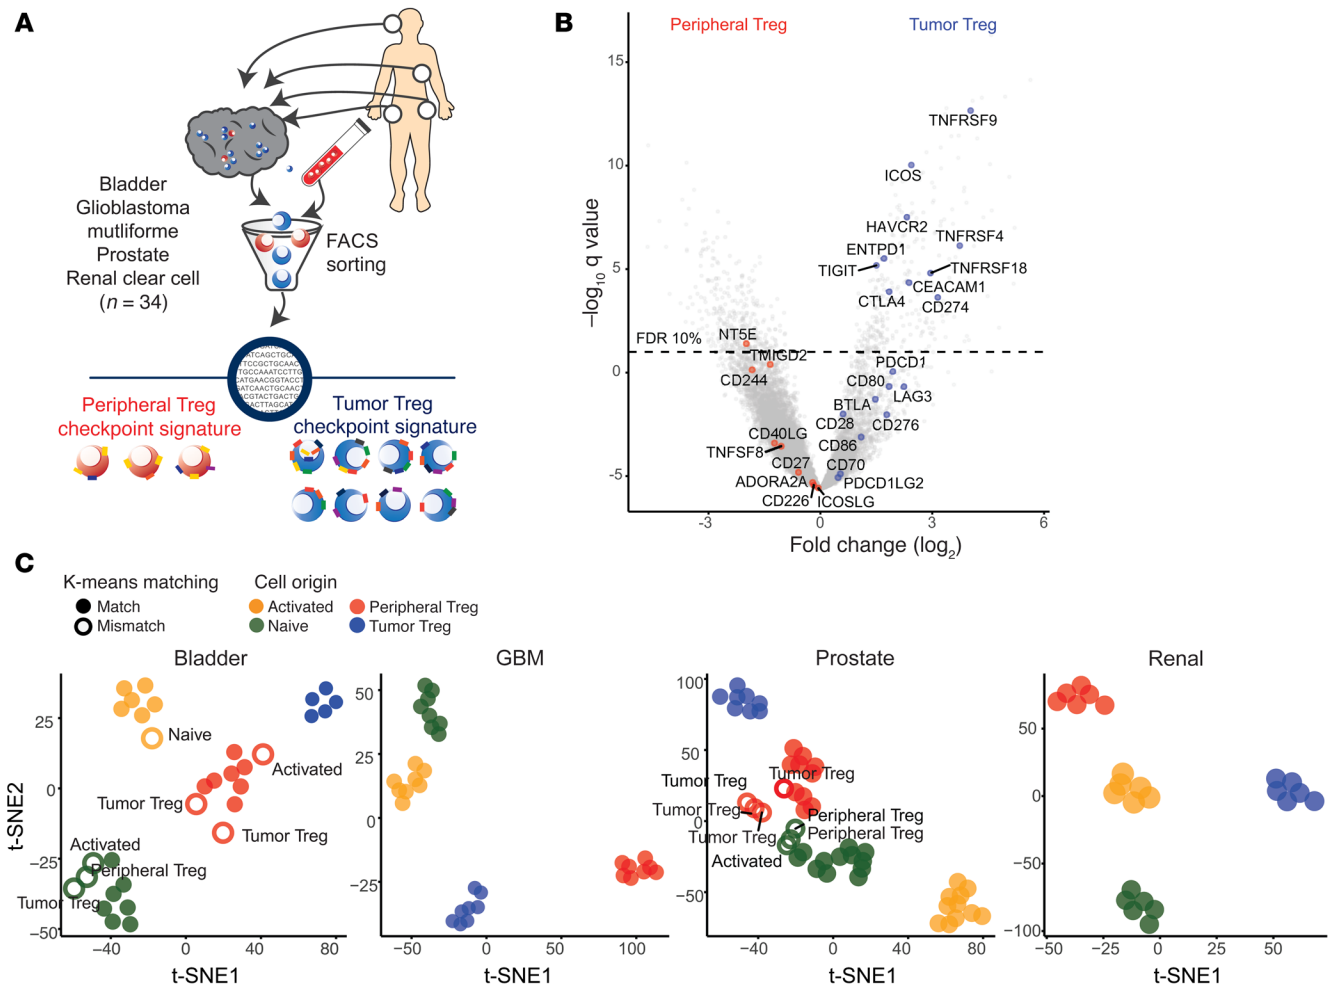 A
Bladder
Glioblastoma
mutliforme
Prostate
Renal clear cell
(n = 34)
FACS
sorting
ATCAGCTGCA
TTCCGCTGCAAC
TGCCAAATCCTTG
CATGAACGGTACCT
GATCAACTGCAACT
ACGTACTGACTG
GACTTAGCAT
Peripheral Treg
checkpoint signature
Tumor Treg
checkpoint signature
B
Peripheral Treg
Tumor Treg
−log10 q value
15
10
5
0
−5
TNFRSF9
ICOS
HAVCR2
TNFRSF4
ENTPD1
TIGIT
TNFRSF18
CEACAM1
CTLA4
CD274
NT5E
FDR 10%
TMIGD2
CD244
PDCD1
CD80
LAG3
BTLA
CD28
CD276
CD86
CD40LG
TNFSF8
CD27
CD70
ADORA2A
PDCD1LG2
CD226
ICOSLG
-3
0
3
6
Fold change (log2)
C
K-means matching
Match
Mismatch
Cell origin
Activated
Naive
Peripheral Treg
Tumor Treg
Bladder
t-SNE2
25
0
−25
−50
Naive
Activated
Tumor Treg
Tumor Treg
Activated
Peripheral Treg
Tumor Treg
−40
0
40
80
t-SNE1
GBM
50
25
0
−25
−50
0
50
100
t-SNE1
Prostate
100
50
0
−50
Tumor Treg
Tumor Treg
Tumor Treg
Peripheral Treg
Tumor Treg
Peripheral Treg
Activated
−40
0
40
80
t-SNE1
Renal
50
0
−50
−100
−50
−25
0
25
50
t-SNE1